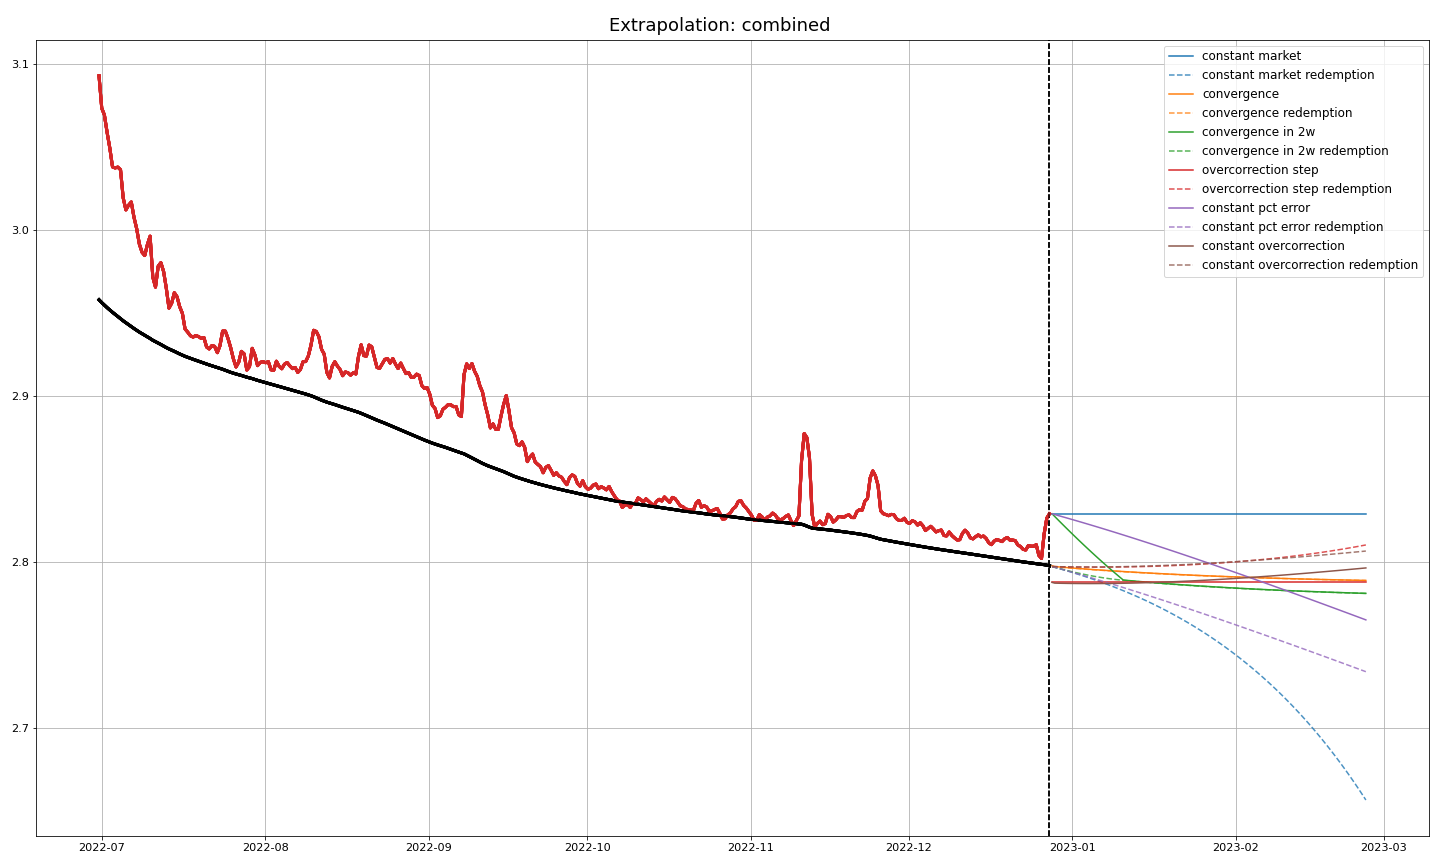 Extrapolation: combined
3.1
3.0
2.9
2.8
2.7
2022-07
2022-08
2022-09
2022-10
2022-11
2022-12
2023-01
2023-02
2023-03
constant market
constant market redemption
convergence
convergence redemption
convergence in 2w
convergence in 2w redemption
overcorrection step
overcorrection step redemption
constant pct error
constant pct error redemption
constant overcorrection
constant overcorrection redemption